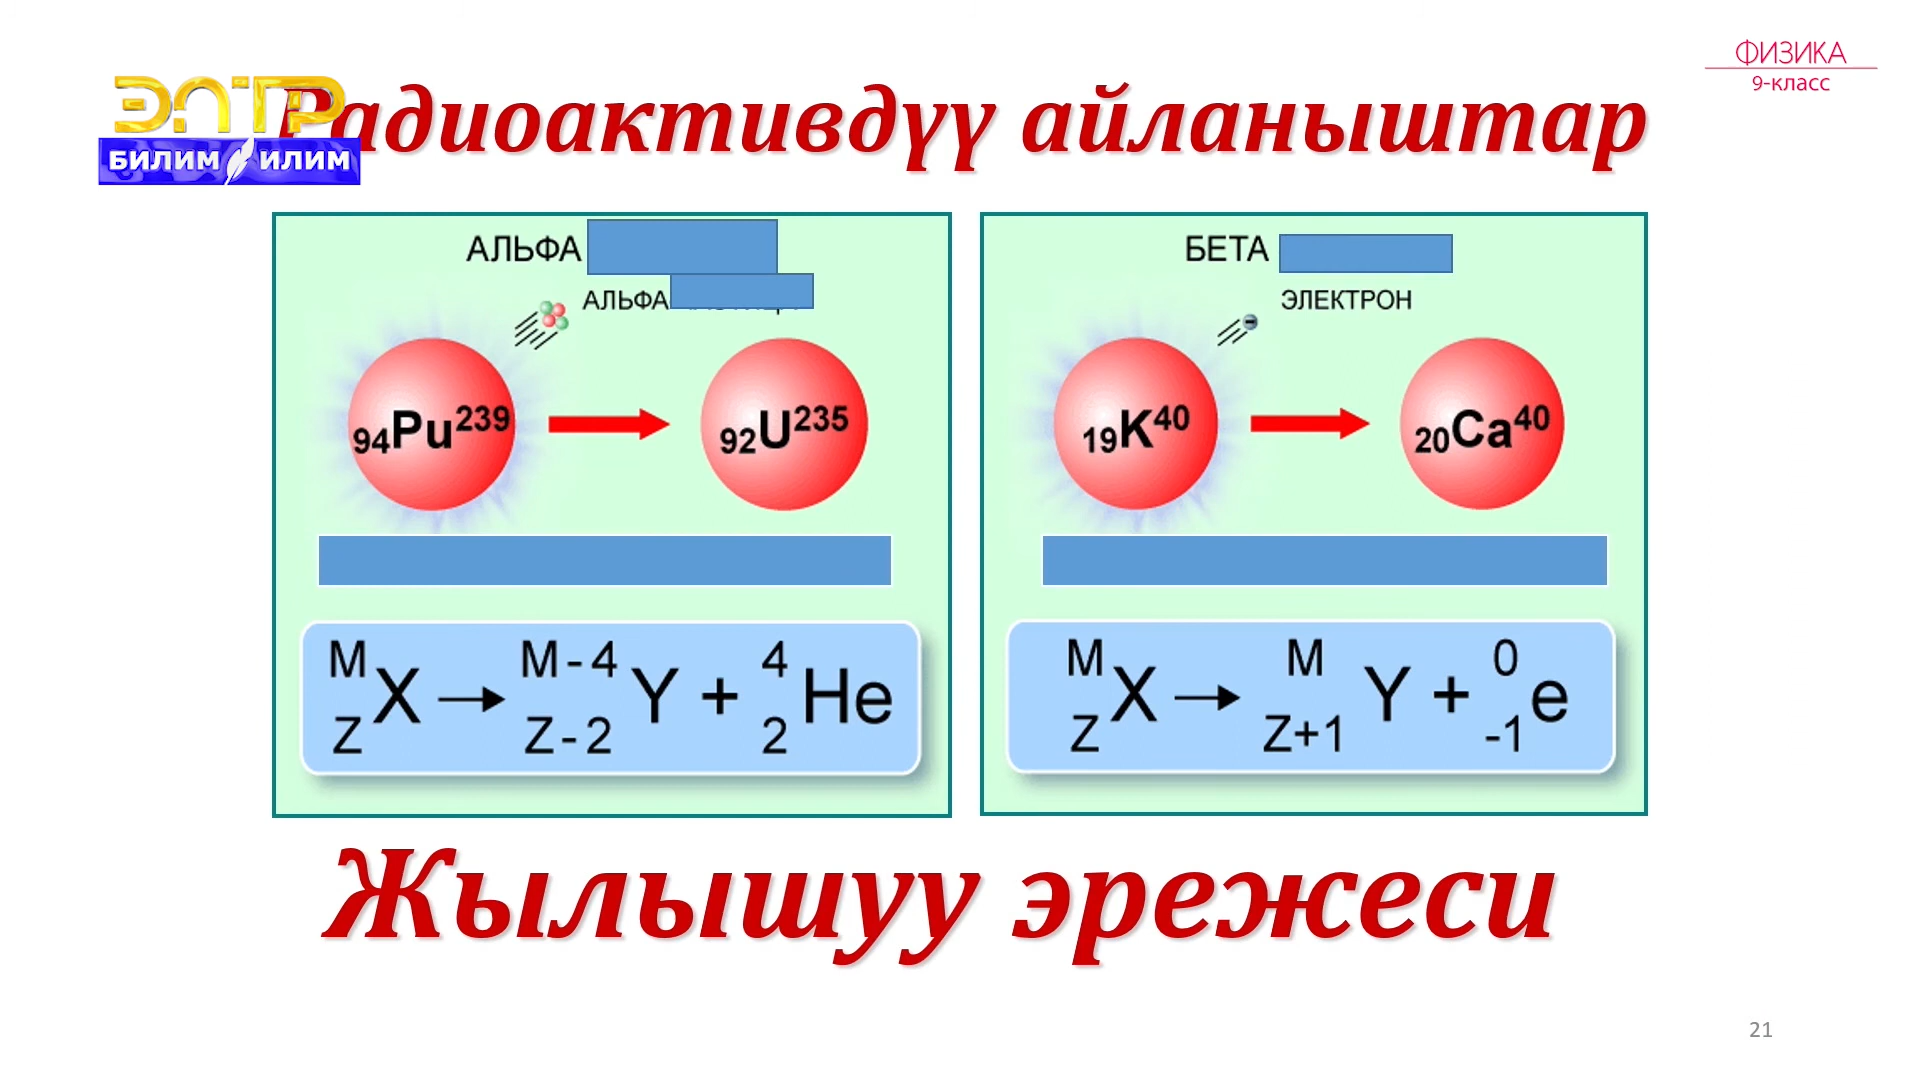 ФИЗИКА
9-класс
ЭЛТР
БИЛИМ ИЛИМ
Радиоактивдүү айланыштар
АЛЬФА
АЛЬФА
₉₄Pu²³⁹
₉₂U²³⁵
M
X → M-4
Z
Z-2
Y + 4
2
He
БЕТА
ЭЛЕКТРОН
₁₉K⁴⁰
₂₀Ca⁴⁰
M
X → M
Z
Z+1
Y + 0
-1
e
Жылышуу эрежеси
21